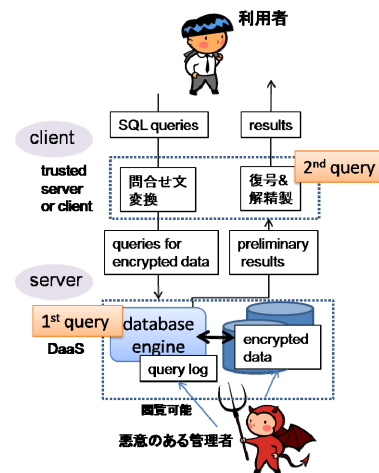 利用者
SQL queries
results
client
trusted
server
or client
問合せ文
変換
復号&
解精製
2nd query
queries for
encrypted data
preliminary
results
server
1st query
DaaS
database
engine
query log
encrypted
data
閲覧可能
悪意のある管理者